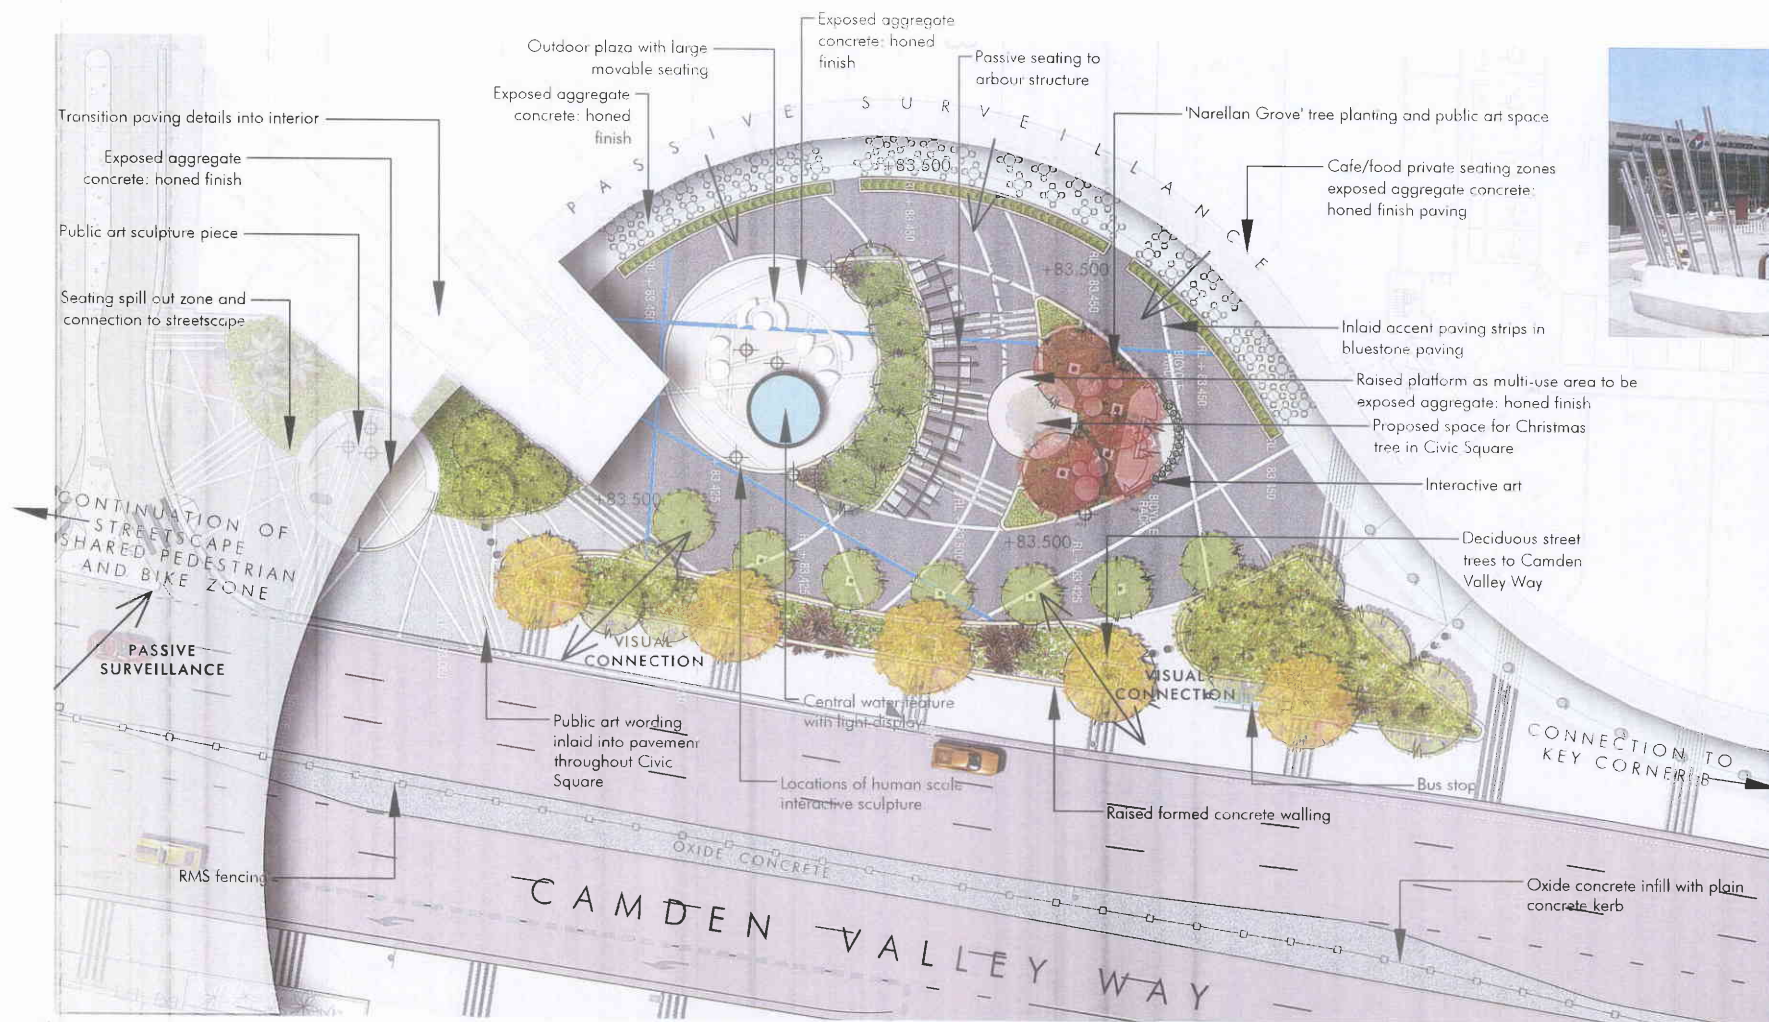 Exposed aggregate
concrete: honed
finish
Outdoor plaza with large
movable seating
Passive seating to
arbour structure
Exposed aggregate
concrete: honed
finish
Transition paving details into interior
'Narellan Grove' tree planting and public art space
Exposed aggregate
concrete: honed finish
Cafe/food private seating zones
exposed aggregate concrete:
honed finish paving
Public art sculpture piece
Seating spill out zone and
connection to streetscape
PASSIVE SURVEILLANCE
+83.500
+83.500
+83.500
+83.500
Inlaid accent paving strips in
bluestone paving
Raised platform as multi-use area to be
exposed aggregate: honed finish
Proposed space for Christmas
tree in Civic Square
Interactive art
Deciduous street
trees to Camden
Valley Way
CONTINUATION OF
STREETSCAPE
SHARED PEDESTRIAN
AND BIKE ZONE
PASSIVE
SURVEILLANCE
VISUAL
CONNECTION
VISUAL
CONNECTION
Central water feature
with light display
Public art wording
inlaid into pavement
throughout Civic
Square
Locations of human scale
interactive sculpture
CONNECTION TO
KEY CORNER B
Bus stop
Raised formed concrete walling
RMS fencing
OXIDE CONCRETE
Oxide concrete infill with plain
concrete kerb
CAMDEN VALLEY WAY